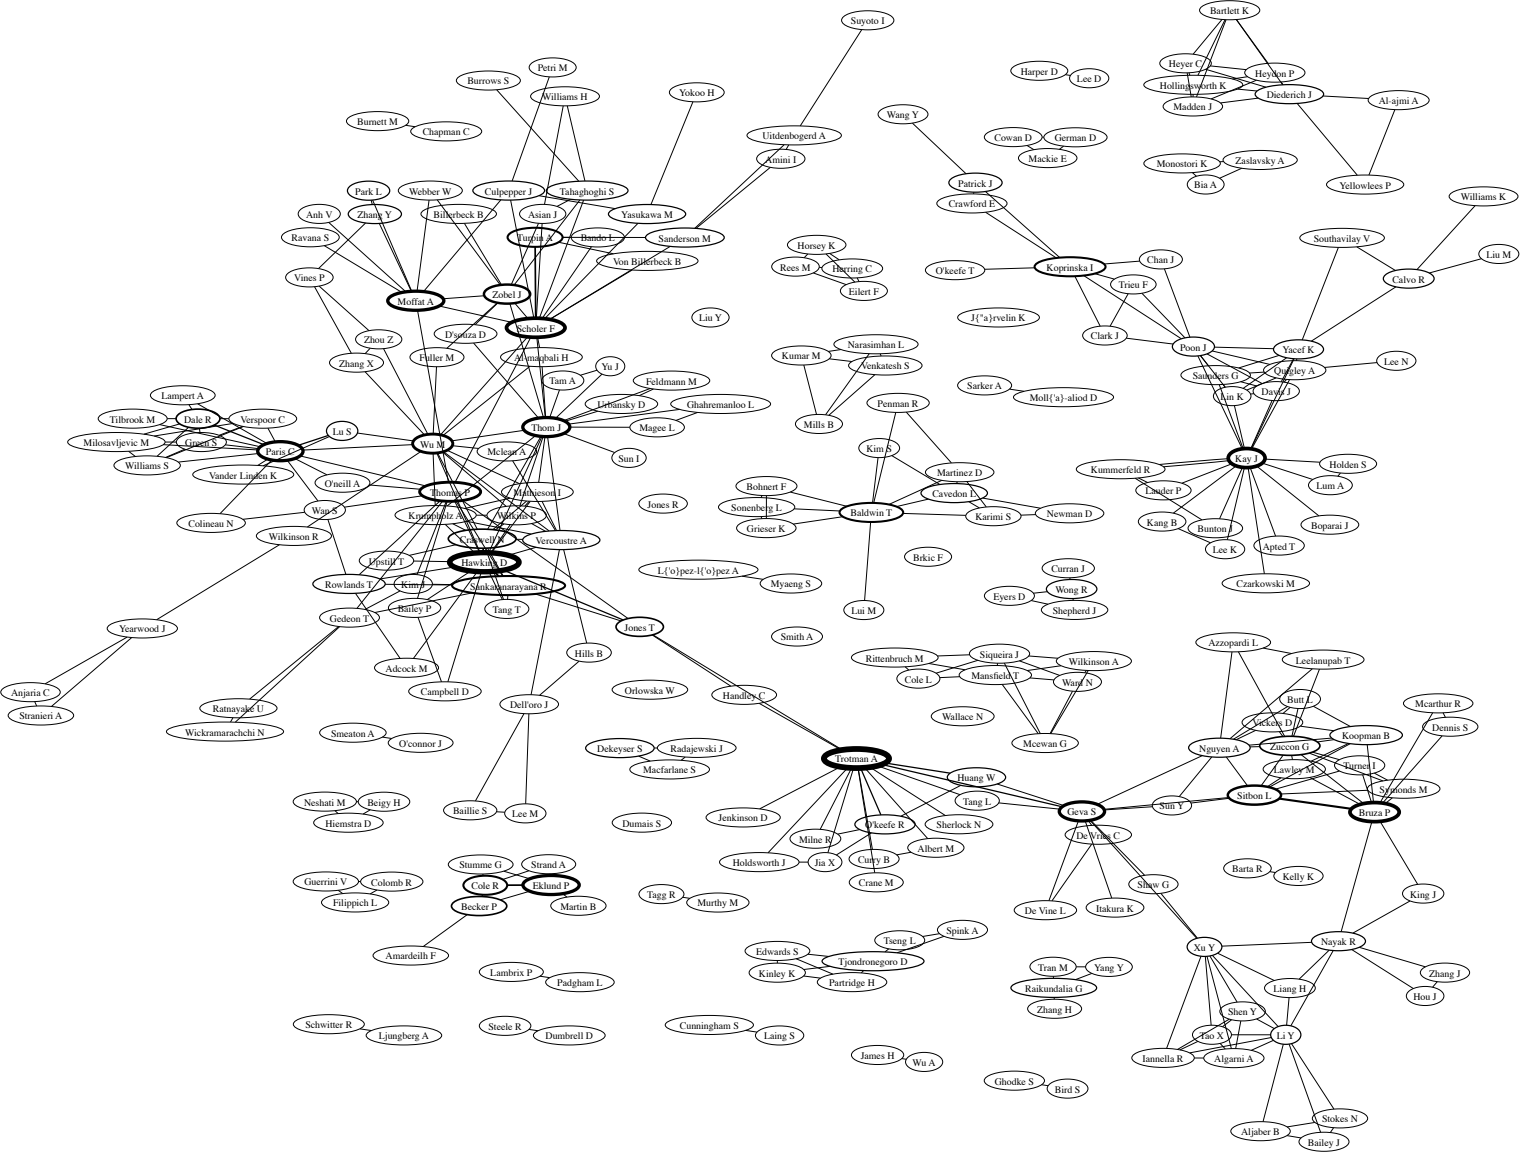 Bartlett K
Suyoto I
Petri M
Harper D
Lee D
Heyer C
Heydon P
Burrows S
Hollingsworth K
Williams H
Yokoo H
Diederich J
Al-ajmi A
Madden J
Wang Y
Burnett M
Chapman C
Uitdenbogerd A
Cowan D
German D
Mackie E
Amini I
Monostori K
Zaslavsky A
Bia A
Yellowlees P
Patrick J
Park L
Webber W
Culpepper J
Tahaghoghi S
Williams K
Crawford E
Anh V
Zhang Y
Billerbeck B
Asian J
Yasukawa M
Ravana S
Turpin A
Bando L
Sanderson M
Southavilay V
Horsey K
Von Billerbeck B
Liu M
Rees M
Herring C
O'keefe T
Koprinska I
Chan J
Vines P
Trieu F
Calvo R
Eilert F
Moffat A
Zobel J
Liu Y
J{"a}rvelin K
Scholer F
D'souza D
Clark J
Zhou Z
Narasimhan L
Poon J
Yacef K
Kumar M
Fuller M
Al-maqbali H
Zhang X
Venkatesh S
Lee N
Yu J
Tam A
Feldmann M
Saunders G
Quigley A
Sarker A
Moll{'a}-aliod D
Lin K
Davis J
Lampert A
Tilbrook M
Dale R
Verspoor C
Urbansky D
Ghahremanloo L
Penman R
Mills B
Thom J
Magee L
Lu S
Milosavljevic M
Green S
Paris C
Wu M
Mclean A
Sun I
Kim S
Kay J
Williams S
Kummerfeld R
Holden S
Vander Linden K
O'neill A
Martinez D
Lum A
Thomas P
Mathieson I
Bohnert F
Cavedon L
Lauder P
Jones R
Sonenberg L
Baldwin T
Newman D
Wan S
Krumpholz A
Wilkins P
Karimi S
Colineau N
Grieser K
Kang B
Bunton J
Boparai J
Wilkinson R
Craswell N
Vercoustre A
Lee K
Apted T
Brkic F
Upstill T
Hawking D
L{'o}pez-l{'o}pez A
Myaeng S
Curran J
Rowlands T
Kim J
Sankaranarayana R
Czarkowski M
Wong R
Eyers D
Bailey P
Tang T
Lui M
Shepherd J
Gedeon T
Yearwood J
Jones T
Smith A
Azzopardi L
Hills B
Siqueira J
Rittenbruch M
Wilkinson A
Leelanupab T
Adcock M
Cole L
Mansfield T
Ward N
Anjaria C
Campbell D
Orlowska W
Handley C
Butt L
Stranieri A
Ratnayake U
Dell'oro J
Mcarthur R
Wallace N
Vickers D
Dennis S
Wickramarachchi N
Smeaton A
O'connor J
Dekeyser S
Radajewski J
Mcewan G
Nguyen A
Zuccon G
Koopman B
Macfarlane S
Trotman A
Lawley M
Turner I
Huang W
Symonds M
Neshati M
Beigy H
Baillie S
Lee M
Tang L
Sun Y
Sitbon L
Hiemstra D
Geva S
Bruza P
Dumais S
Jenkinson D
O'keefe R
Sherlock N
De Vries C
Milne R
Albert M
Stumme G
Strand A
Holdsworth J
Jia X
Curry B
Barta R
Kelly K
Guerrini V
Colomb R
Cole R
Eklund P
Crane M
Shaw G
King J
Filippich L
Becker P
Martin B
Tagg R
Murthy M
De Vine L
Itakura K
Spink A
Tseng L
Nayak R
Amardeilh F
Edwards S
Tjondronegoro D
Xu Y
Lambrix P
Kinley K
Tran M
Yang Y
Zhang J
Padgham L
Partridge H
Raikundalia G
Liang H
Hou J
Zhang H
Shen Y
Schwitter R
Ljungberg A
Steele R
Dumbrell D
Cunningham S
Laing S
Tao X
Li Y
James H
Wu A
Iannella R
Algarni A
Ghodke S
Bird S
Stokes N
Aljaber B
Bailey J